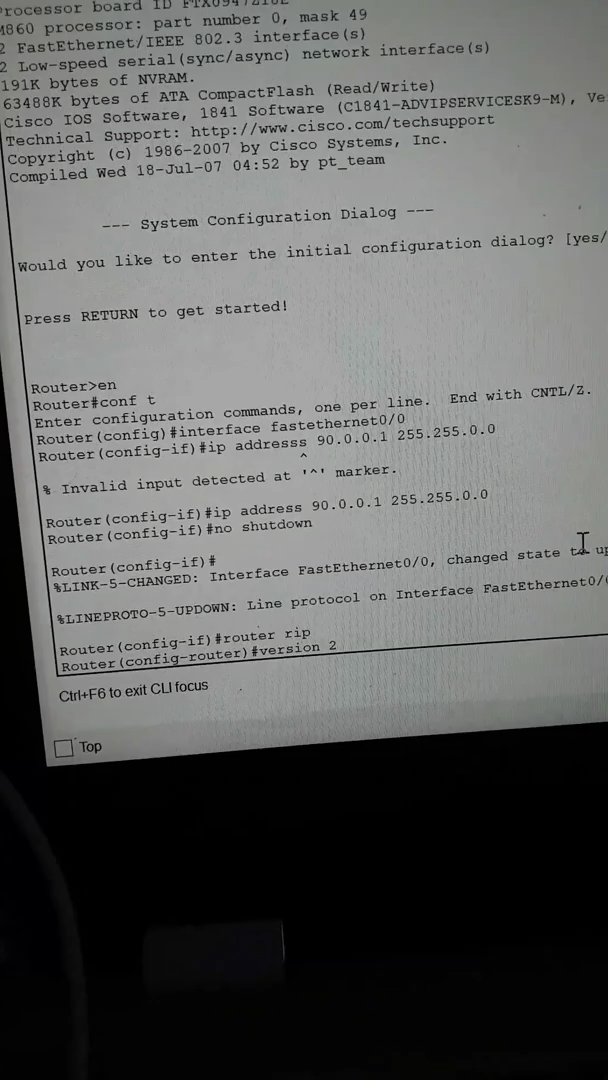 Processor board ID
M860 processor: part number 0, mask 49
2 FastEthernet/IEEE 802.3 interface(s)
2 Low-speed serial(sync/async) network interface(s)
191K bytes of NVRAM.
63488K bytes of ATA CompactFlash (Read/Write)
Cisco IOS Software, 1841 Software (C1841-ADVIPSERVICESK9-M), Ve
Technical Support: http://www.cisco.com/techsupport
Copyright (c) 1986-2007 by Cisco Systems, Inc.
Compiled Wed 18-Jul-07 04:52 by pt_team
--- System Configuration Dialog ---
Would you like to enter the initial configuration dialog? [yes/
Press RETURN to get started!
Router>en
Router#conf t
Enter configuration commands, one per line. End with CNTL/Z.
Router(config)#interface fastethernet0/0
Router(config-if)#ip addresss 90.0.0.1 255.255.0.0
^
% Invalid input detected at '^' marker.
Router(config-if)#ip address 90.0.0.1 255.255.0.0
Router(config-if)#no shutdown
Router(config-if)#
%LINK-5-CHANGED: Interface FastEthernet0/0, changed state to up
%LINEPROTO-5-UPDOWN: Line protocol on Interface FastEthernet0/
Router(config-if)#router rip
Router(config-router)#version 2
Ctrl+F6 to exit CLI focus
Top